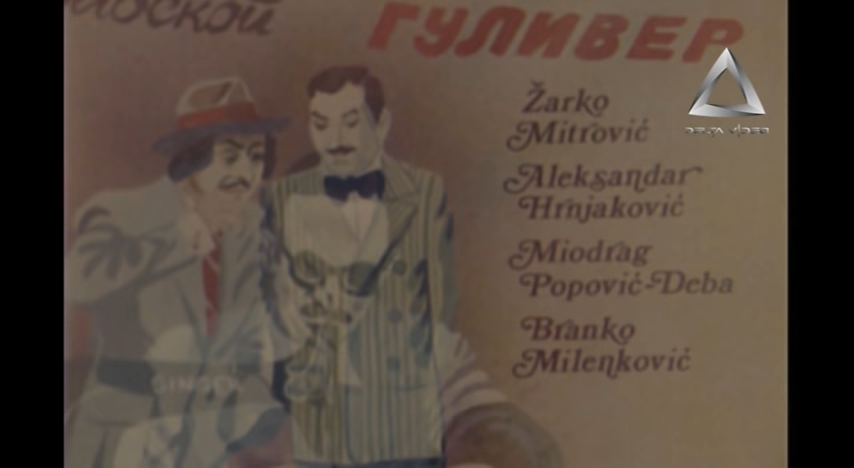 ГУЛИВЕР
Žarko
Mitrović
Aleksandar
Hrnjaković
Miodrag
Popović-Deba
Branko
Milenković